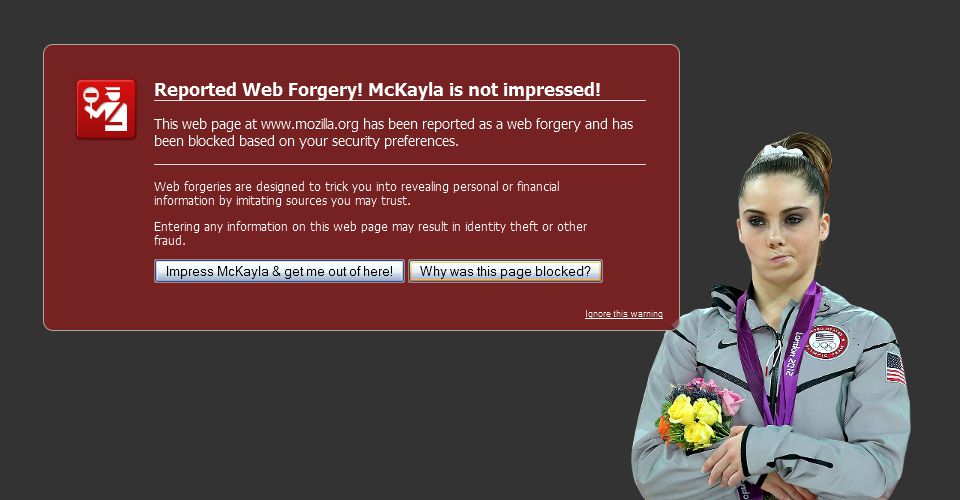 Reported Web Forgery! McKayla is not impressed!
This web page at www.mozilla.org has been reported as a web forgery and has
been blocked based on your security preferences.
Web forgeries are designed to trick you into revealing personal or financial
information by imitating sources you may trust.
Entering any information on this web page may result in identity theft or other
fraud.
Impress McKayla & get me out of here!
Why was this page blocked?
Ignore this warning
London 2012